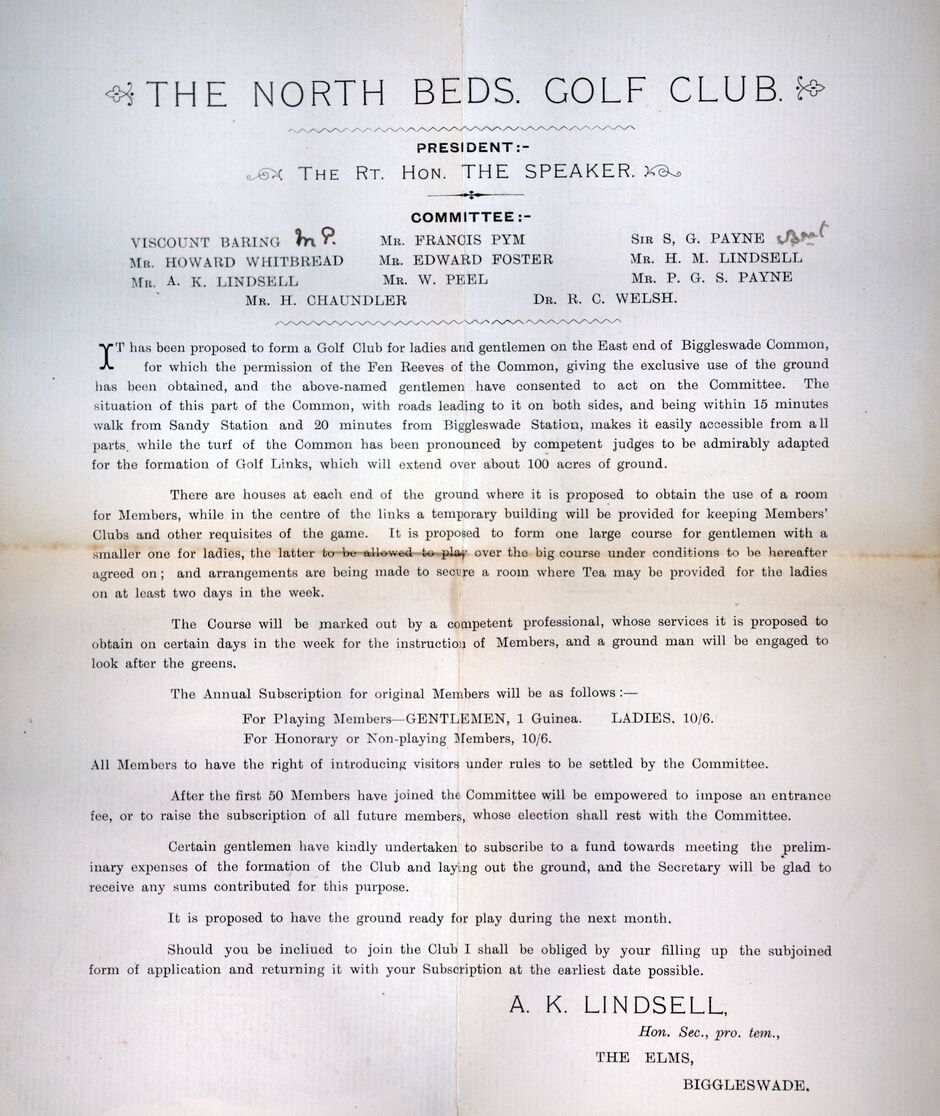 THE NORTH BEDS. GOLF CLUB.
PRESIDENT:-
THE RT. HON. THE SPEAKER.
COMMITTEE:-
VISCOUNT BARING M.P. MR. FRANCIS PYM SIR S, G. PAYNE Bart
MR. HOWARD WHITBREAD MR. EDWARD FOSTER MR. H. M. LINDSELL
MR. A. K. LINDSELL MR. W. PEEL MR. P. G. S. PAYNE
MR. H. CHAUNDLER DR. R. C. WELSH.
IT has been proposed to form a Golf Club for ladies and gentlemen on the East end of Biggleswade Common,
for which the permission of the Fen Reeves of the Common, giving the exclusive use of the ground
has been obtained, and the above-named gentlemen have consented to act on the Committee. The
situation of this part of the Common, with roads leading to it on both sides, and being within 15 minutes
walk from Sandy Station and 20 minutes from Biggleswade Station, makes it easily accessible from all
parts, while the turf of the Common has been pronounced by competent judges to be admirably adapted
for the formation of Golf Links, which will extend over about 100 acres of ground.
There are houses at each end of the ground where it is proposed to obtain the use of a room
for Members, while in the centre of the links a temporary building will be provided for keeping Members'
Clubs and other requisites of the game. It is proposed to form one large course for gentlemen with a
smaller one for ladies, the latter to be allowed to play over the big course under conditions to be hereafter
agreed on; and arrangements are being made to secure a room where Tea may be provided for the ladies
on at least two days in the week.
The Course will be marked out by a competent professional, whose services it is proposed to
obtain on certain days in the week for the instruction of Members, and a ground man will be engaged to
look after the greens.
The Annual Subscription for original Members will be as follows:—
For Playing Members—GENTLEMEN, 1 Guinea. LADIES, 10/6.
For Honorary or Non-playing Members, 10/6.
All Members to have the right of introducing visitors under rules to be settled by the Committee.
After the first 50 Members have joined the Committee will be empowered to impose an entrance
fee, or to raise the subscription of all future members, whose election shall rest with the Committee.
Certain gentlemen have kindly undertaken to subscribe to a fund towards meeting the prelim-
inary expenses of the formation of the Club and laying out the ground, and the Secretary will be glad to
receive any sums contributed for this purpose.
It is proposed to have the ground ready for play during the next month.
Should you be inclined to join the Club I shall be obliged by your filling up the subjoined
form of application and returning it with your Subscription at the earliest date possible.
A. K. LINDSELL,
Hon. Sec., pro. tem.,
THE ELMS,
BIGGLESWADE.